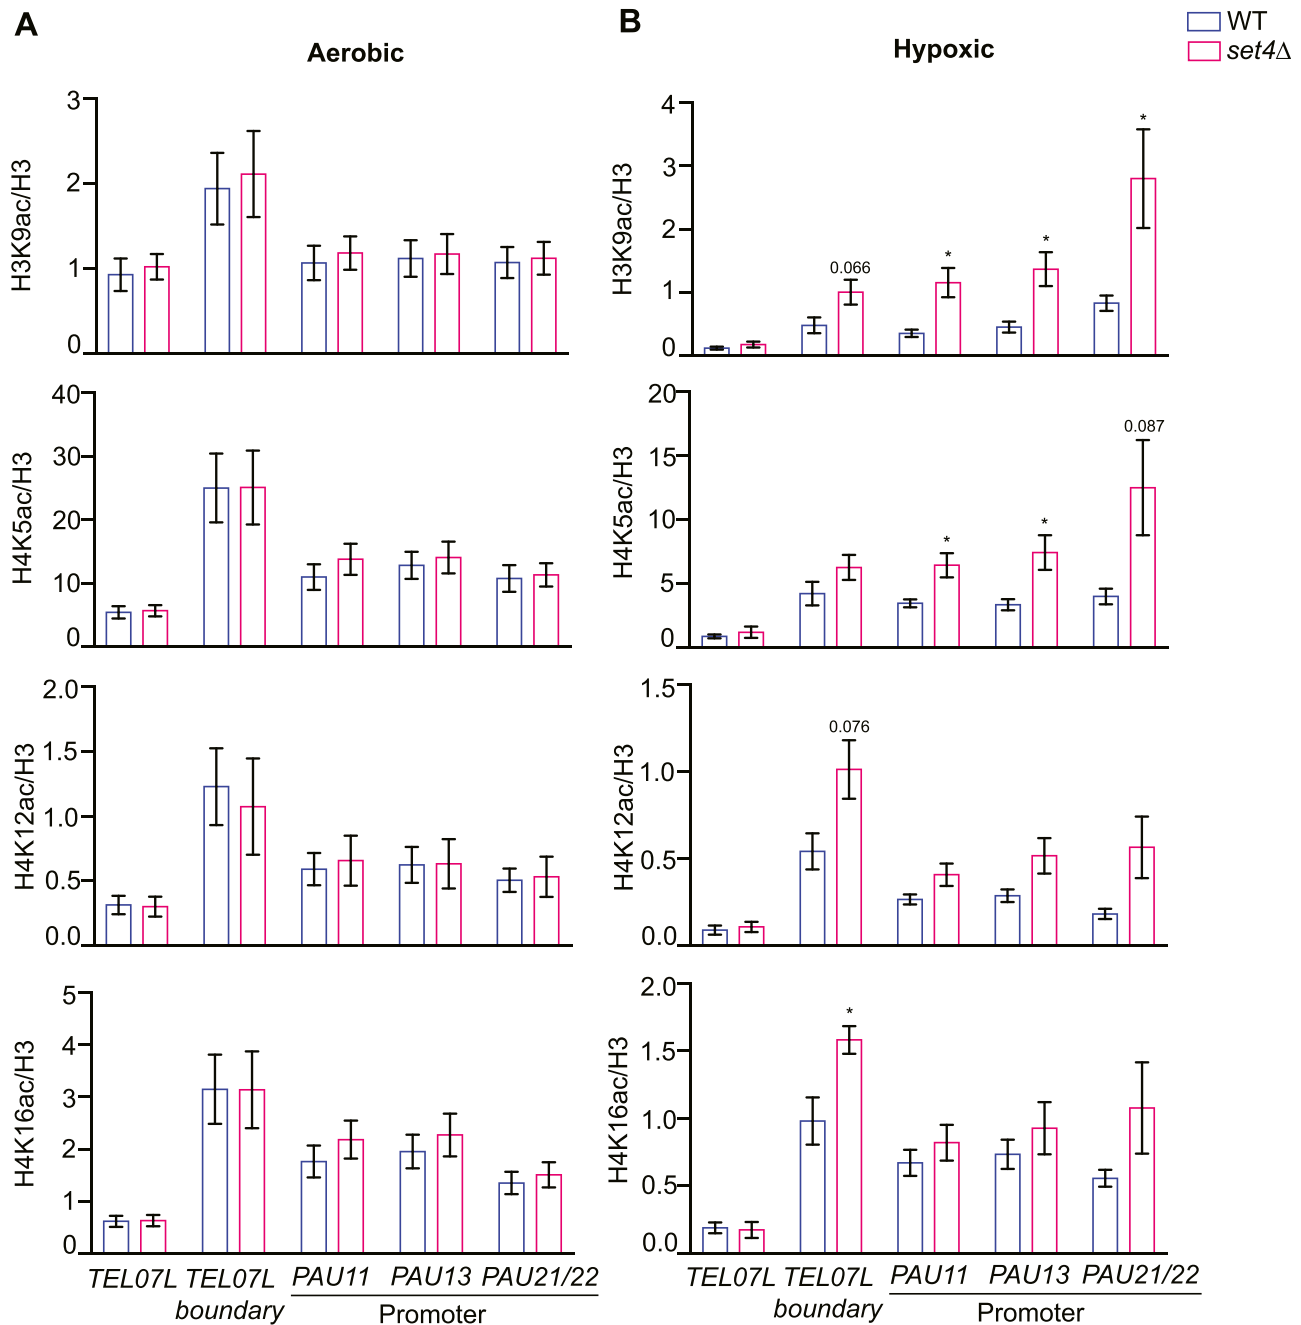 A
Aerobic
3
2
1
0
H3K9ac/H3
40
30
20
10
0
H4K5ac/H3
2.0
1.5
1.0
0.5
0.0
H4K12ac/H3
5
4
3
2
1
0
H4K16ac/H3
TEL07L TEL07L PAU11 PAU13 PAU21/22
boundary
Promoter
B
Hypoxic
WT
set4Δ
4
3
2
1
0
H3K9ac/H3
0.066
*
*
*
20
15
10
5
0
H4K5ac/H3
*
*
0.087
1.5
1.0
0.5
0.0
H4K12ac/H3
0.076
2.0
1.5
1.0
0.5
0.0
H4K16ac/H3
*
TEL07L TEL07L PAU11 PAU13 PAU21/22
boundary
Promoter